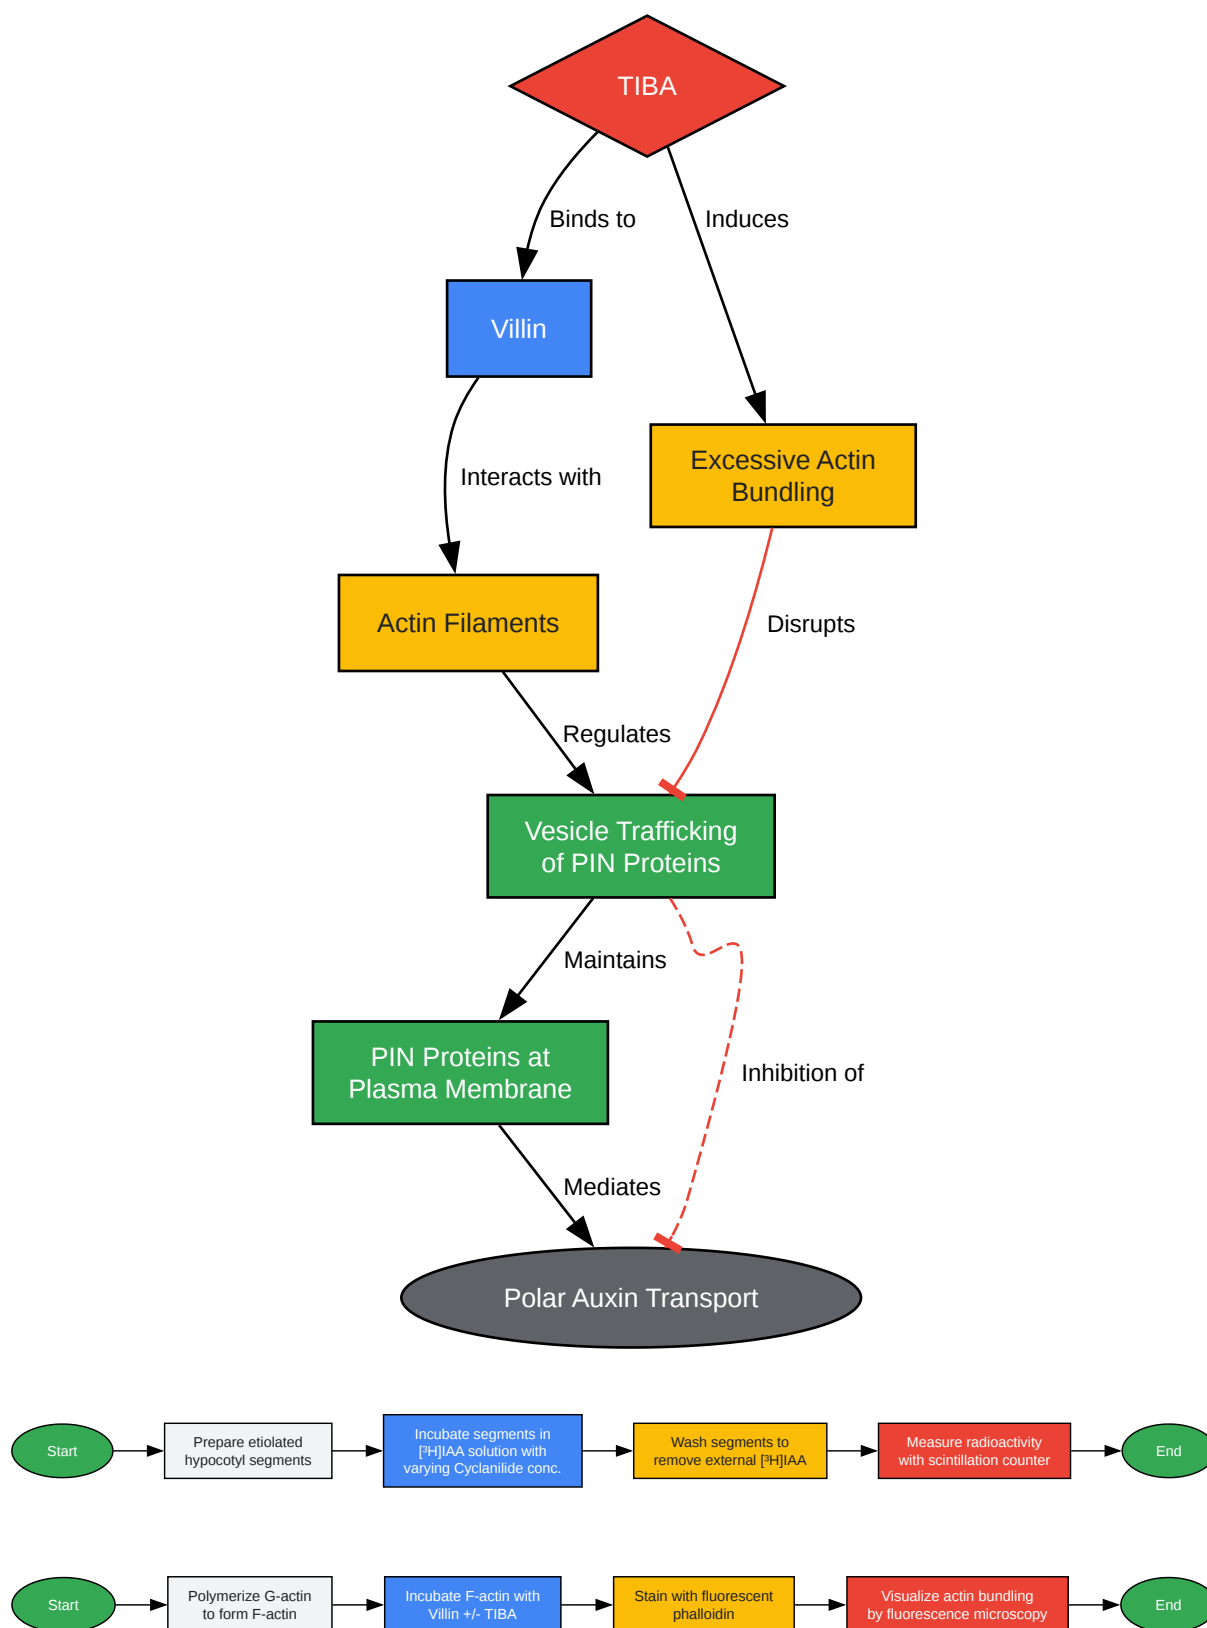 TIBA
Binds to
Induces
Villin
Excessive Actin
Bundling
Interacts with
Actin Filaments
Disrupts
Regulates
Vesicle Trafficking
of PIN Proteins
Maintains
PIN Proteins at
Plasma Membrane
Inhibition of
Mediates
Polar Auxin Transport
Start
Prepare etiolated
hypocotyl segments
Incubate segments in
[³H]IAA solution with
varying Cyclanilide conc.
Wash segments to
remove external [³H]IAA
Measure radioactivity
with scintillation counter
End
Start
Polymerize G-actin
to form F-actin
Incubate F-actin with
Villin +/- TIBA
Stain with fluorescent
phalloidin
Visualize actin bundling
by fluorescence microscopy
End